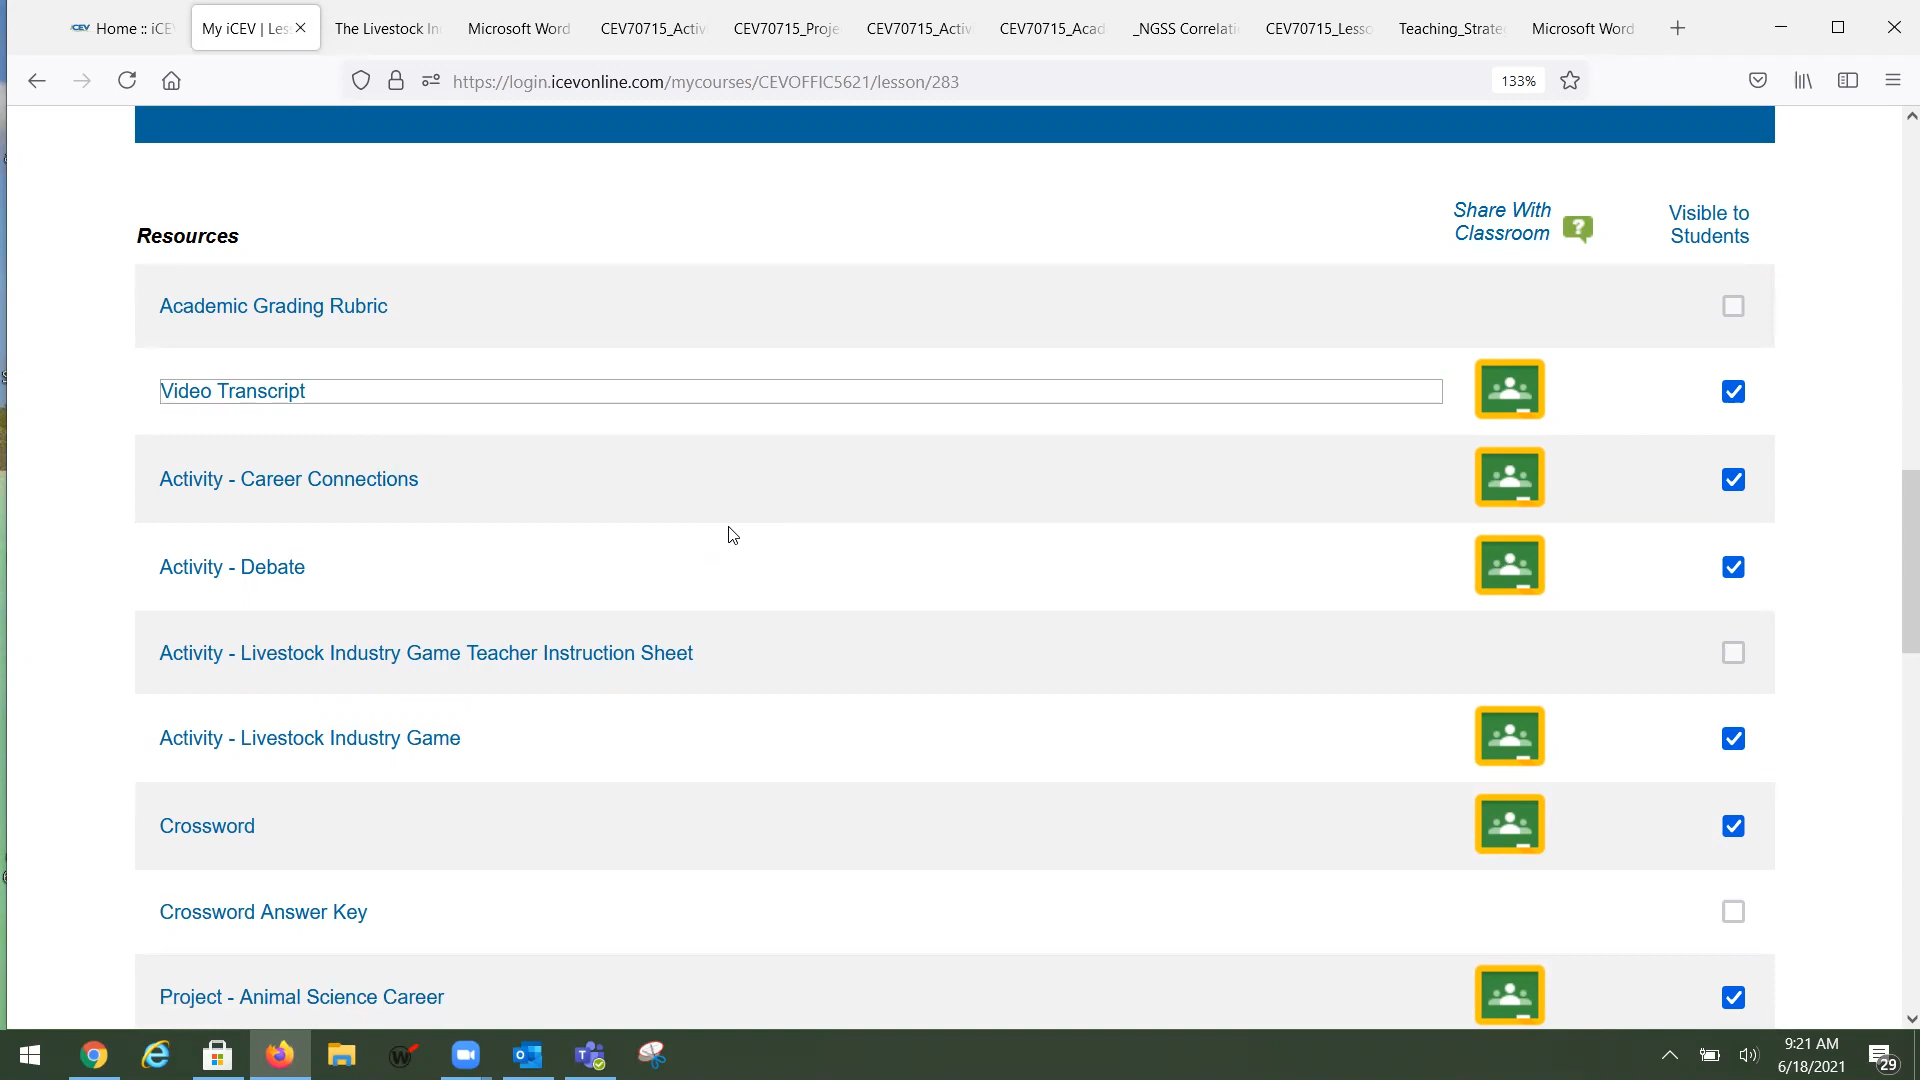 iCEV Home :: iCE
My iCEV | Les
The Livestock In
Microsoft Word
CEV70715_Activi
CEV70715_Proje
CEV70715_Activ
CEV70715_Acad
_NGSS Correlati
CEV70715_Lesso
Teaching_Strate
Microsoft Word
https://login.icevonline.com/mycourses/CEVOFFIC5621/lesson/283
133%
Resources
Share With Classroom
?
Visible to Students
Academic Grading Rubric
Video Transcript
Activity - Career Connections
Activity - Debate
Activity - Livestock Industry Game Teacher Instruction Sheet
Activity - Livestock Industry Game
Crossword
Crossword Answer Key
Project - Animal Science Career
9:21 AM
6/18/2021
29